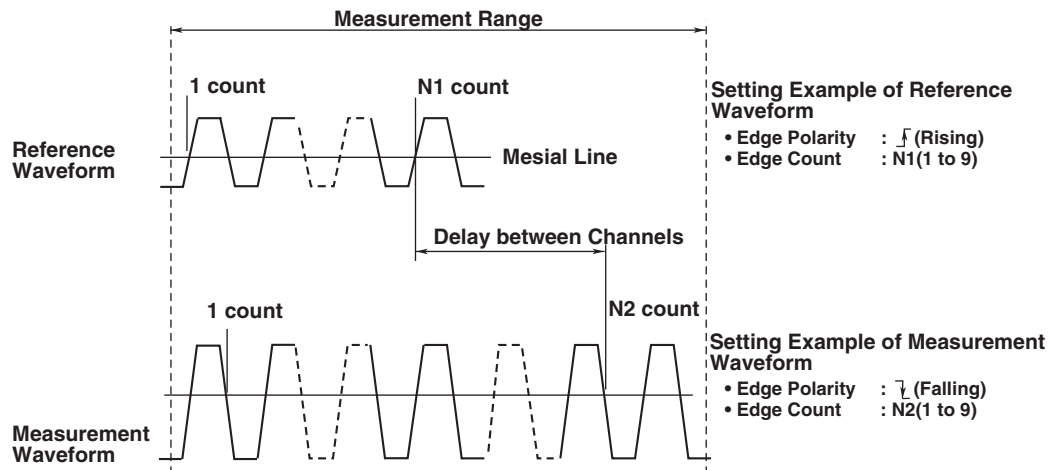 Measurement Range
1 count
N1 count
Reference
Waveform
Mesial Line
Setting Example of Reference
Waveform
• Edge Polarity : (Rising)
• Edge Count : N1(1 to 9)
Delay between Channels
1 count
N2 count
Measurement
Waveform
Setting Example of Measurement
Waveform
• Edge Polarity : (Falling)
• Edge Count : N2(1 to 9)